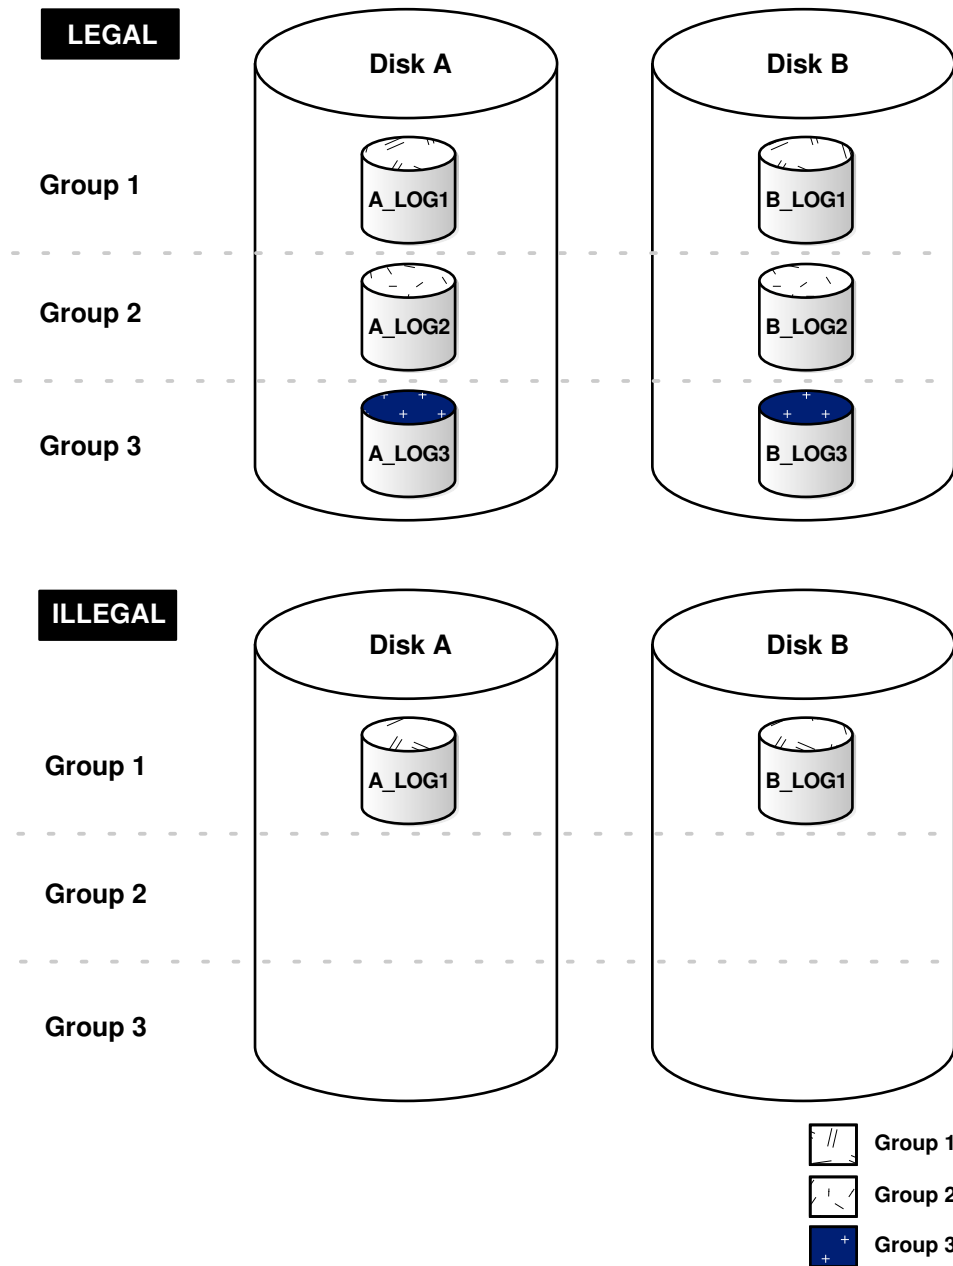 LEGAL
Disk A
Disk B
Group 1
A_LOG1
B_LOG1
Group 2
A_LOG2
B_LOG2
Group 3
A_LOG3
B_LOG3
ILLEGAL
Disk A
Disk B
Group 1
A_LOG1
B_LOG1
Group 2
Group 3
Group 1
Group 2
Group 3